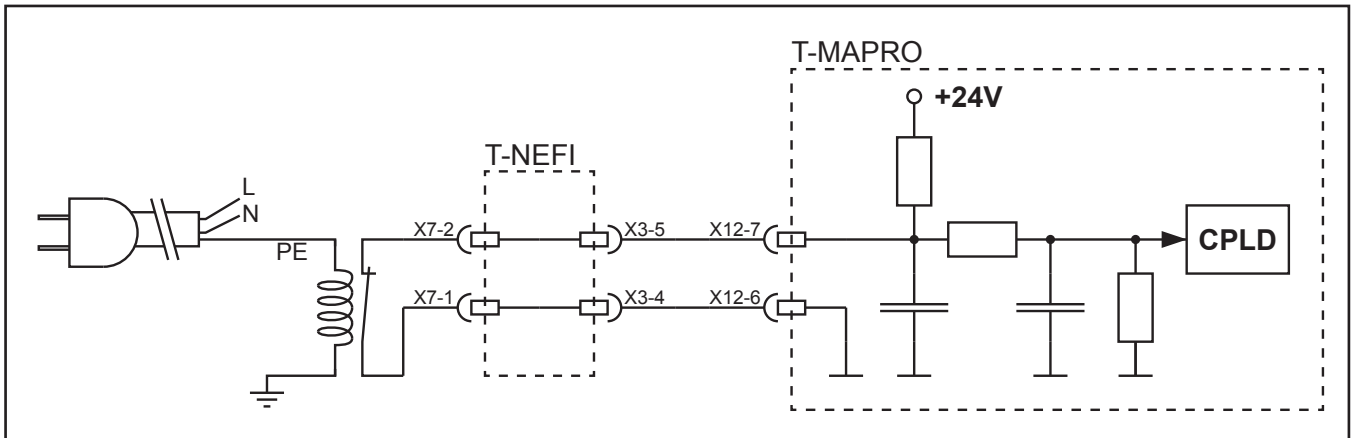 T-MAPRO
+24V
T-NEFI
L
N
PE
X7-2
X3-5
X12-7
CPLD
X7-1
X3-4
X12-6